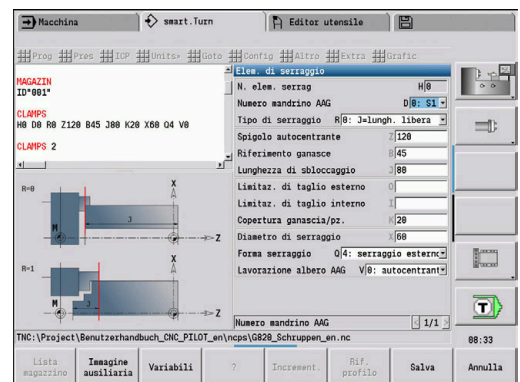 Macchina
smart.Turn
Editor utensile
Prog Pres ICP Units» Goto Config Altro Extra Grafic
MAGAZIN
ID"001"
CLAMPS
H0 D0 R0 Z120 B45 J80 K20 X60 Q4 V0
CLAMPS 2
Elem. di serraggio
N. elem. serrag H 0
Numero mandrino AAG D 0: S1
Tipo di serraggio R 0: J=lungh. libera
Spigolo autocentrante Z 120
Riferimento ganasce B 45
Lunghezza di sbloccaggio J 80
Limitaz. di taglio esterno O
Limitaz. di taglio interno I
Copertura ganascia/pz. K 20
Diametro di serraggio X 60
Forma serraggio Q 4: serraggio esterno
Lavorazione albero AAG V 0: autocentrant
Numero mandrino AAG 1/1
R=0
X
J
M
Z
R=1
X
M
J
Z
T
TNC:\Project\Benutzerhandbuch_CNC_PILOT_en\ncps\G820_Schruppen_en.nc
08:33
Lista magazzino
Immagine ausiliaria
Variabili
?
Increment.
Rif. profilo
Salva
Annulla